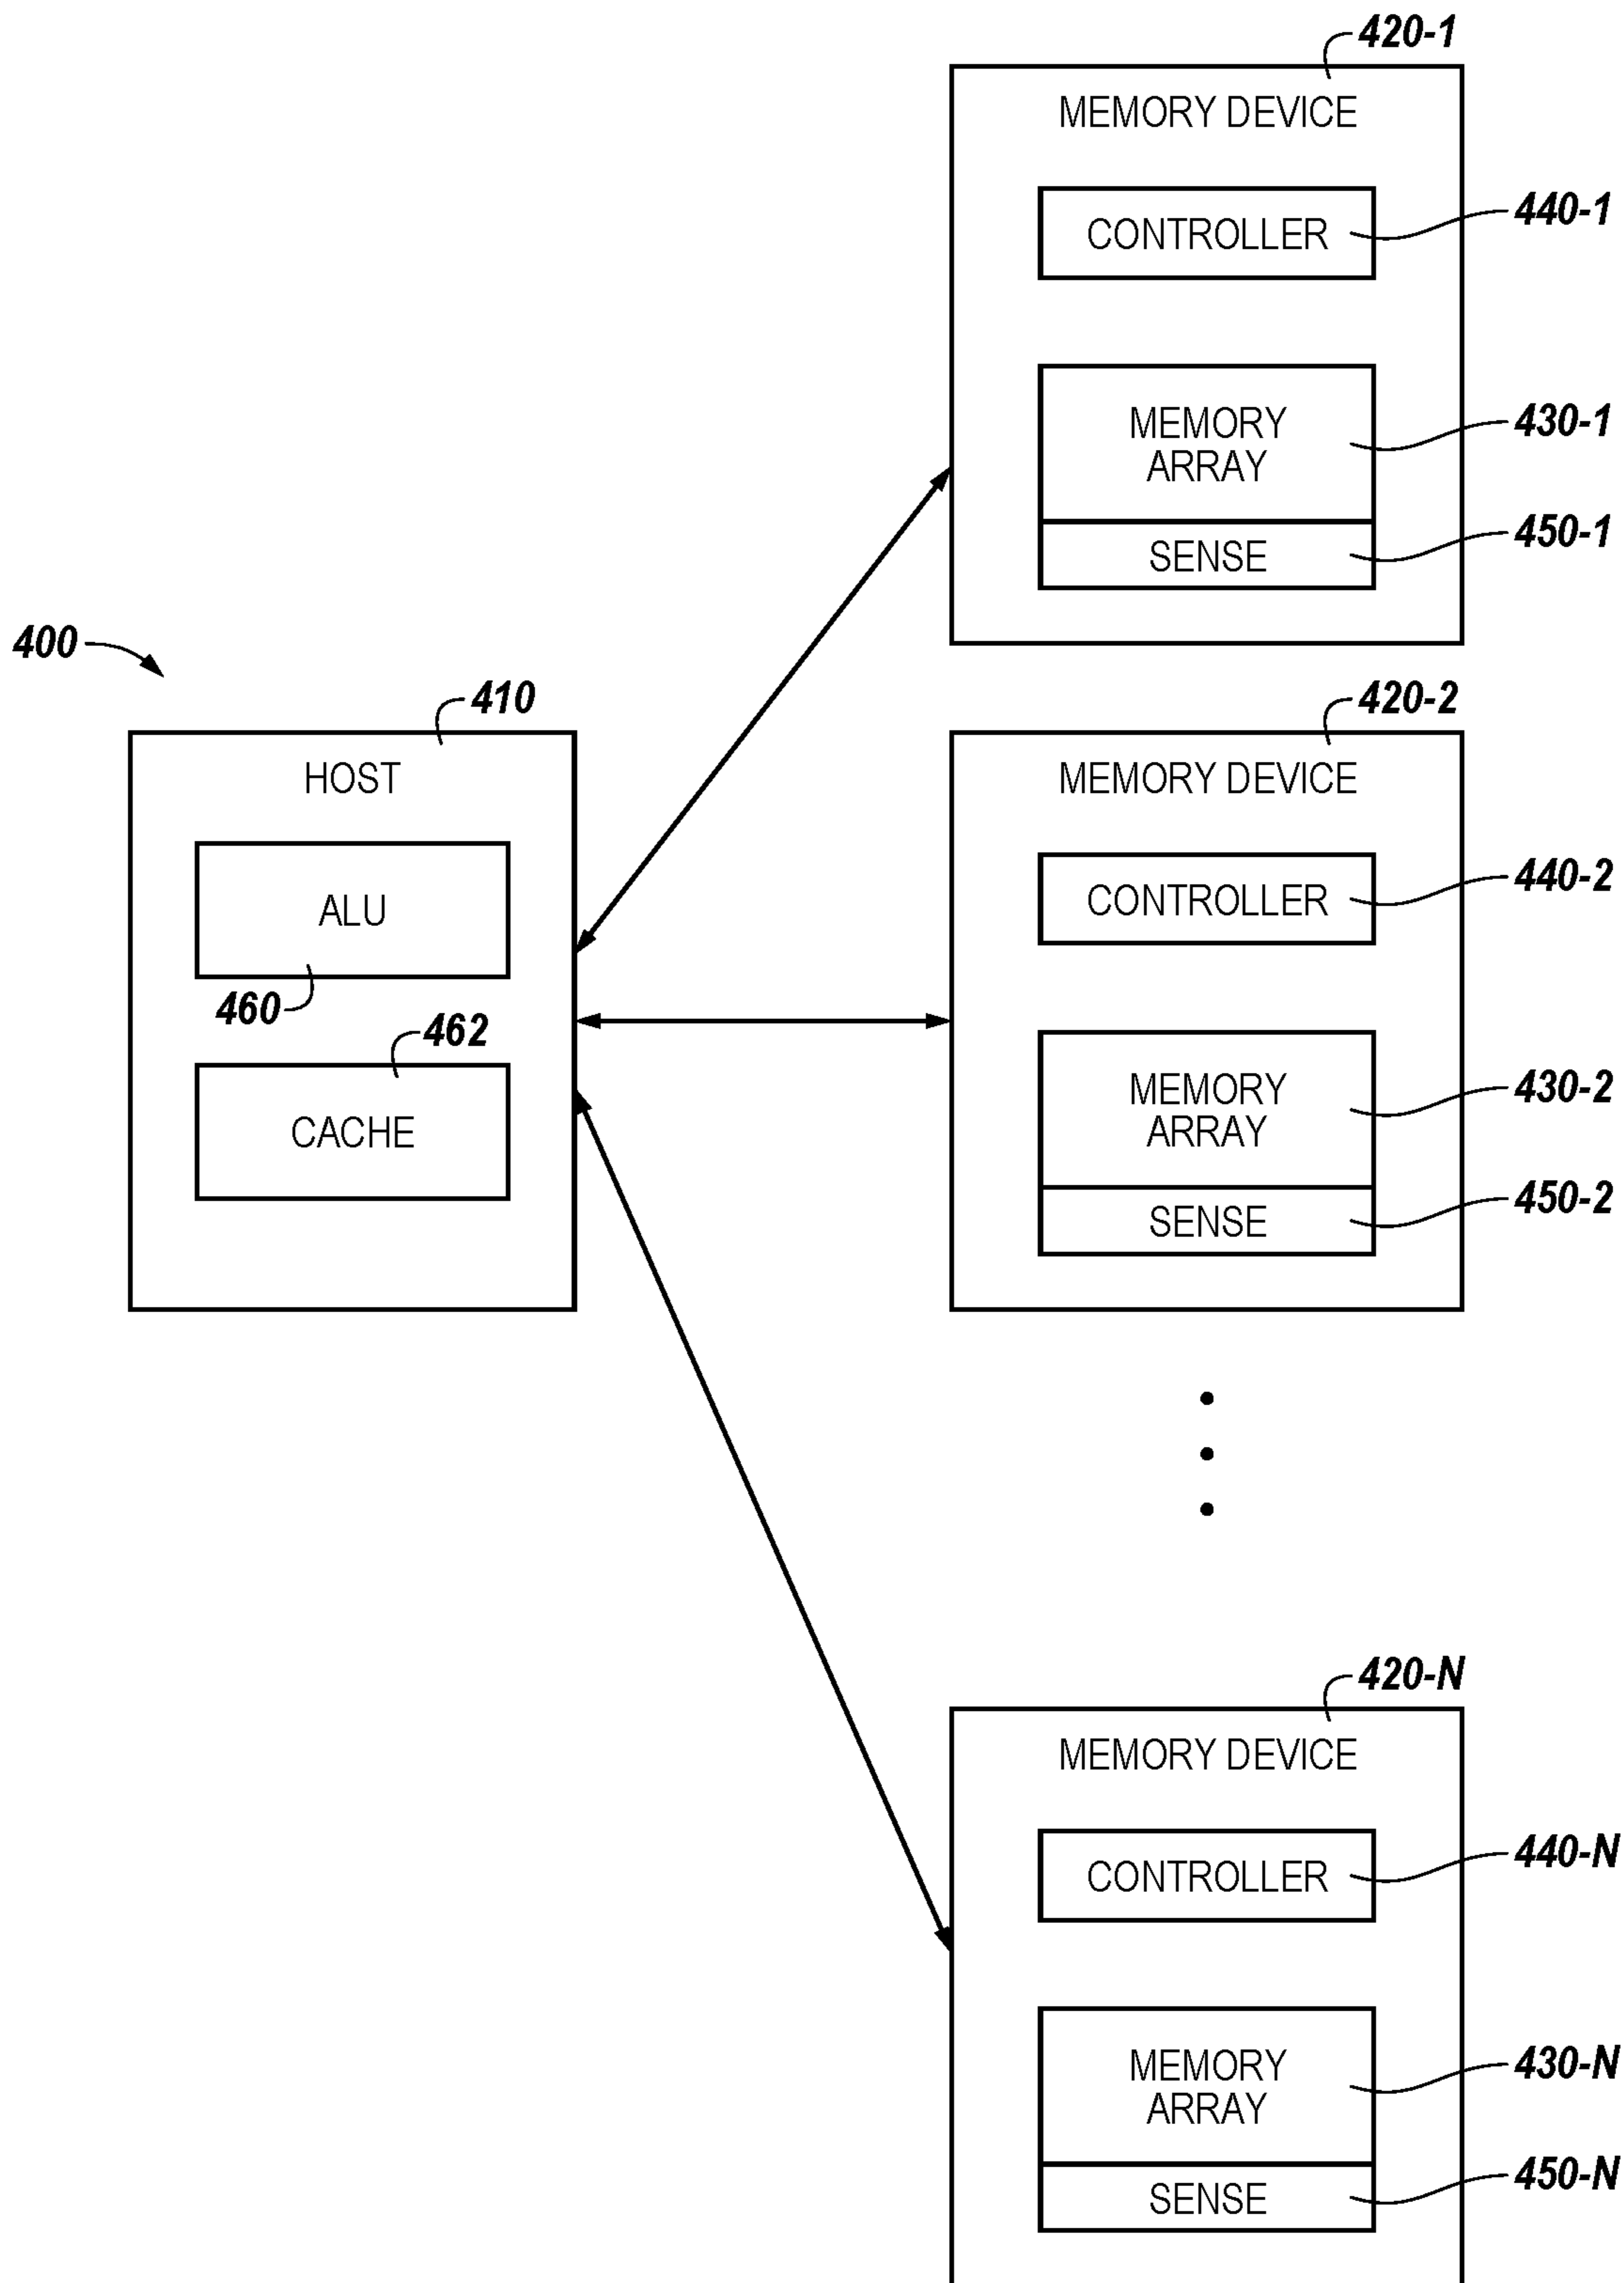 420-1
MEMORY DEVICE
CONTROLLER
440-1
MEMORY
ARRAY
430-1
SENSE
450-1
400
410
HOST
ALU
460
462
CACHE
420-2
MEMORY DEVICE
CONTROLLER
440-2
MEMORY
ARRAY
430-2
SENSE
450-2
420-N
MEMORY DEVICE
CONTROLLER
440-N
MEMORY
ARRAY
430-N
SENSE
450-N